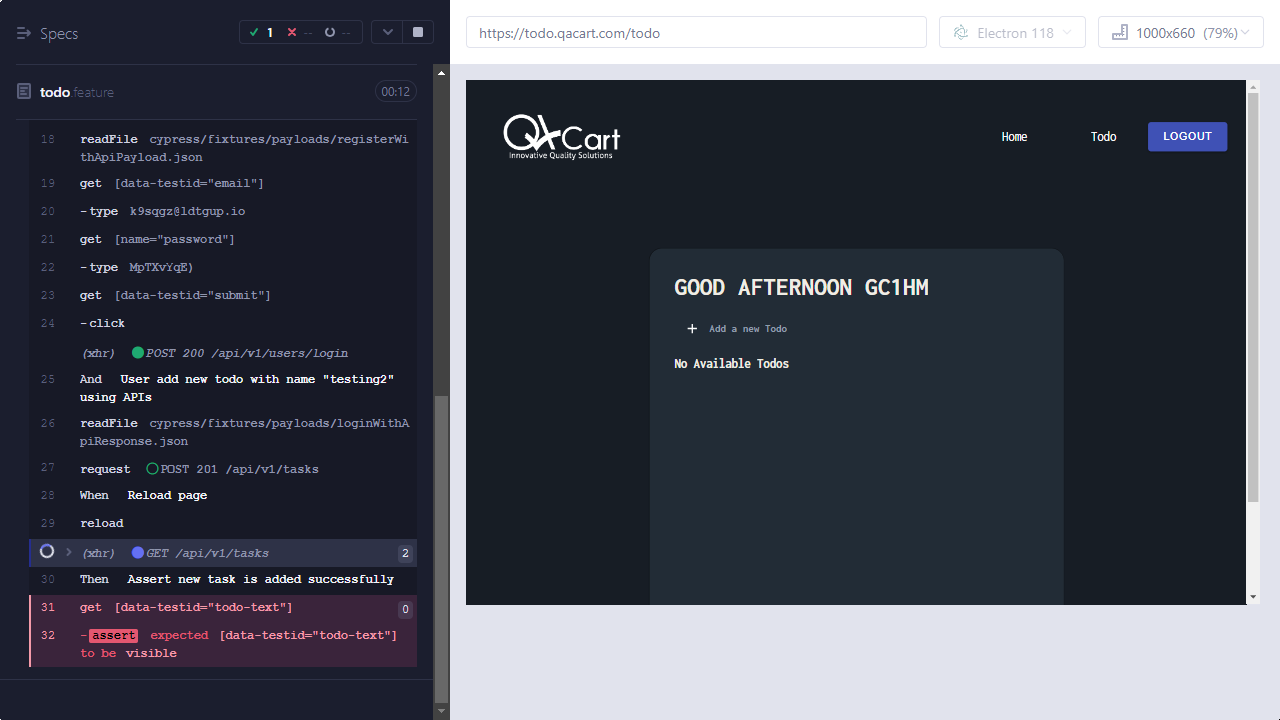 Specs
1
--
--
todo.feature
00:12
18 readFile cypress/fixtures/payloads/registerWi
thApiPayload.json
19 get [data-testid="email"]
20 -type k9sqgz@ldtgup.io
21 get [name="password"]
22 -type MpTXvYqE)
23 get [data-testid="submit"]
24 -click
(xhr) POST 200 /api/v1/users/login
25 And User add new todo with name "testing2"
using APIs
26 readFile cypress/fixtures/payloads/loginWithA
piResponse.json
27 request POST 201 /api/v1/tasks
28 When Reload page
29 reload
(xhr) GET /api/v1/tasks 2
30 Then Assert new task is added successfully
31 get [data-testid="todo-text"] 0
32 -assert expected [data-testid="todo-text"]
to be visible
https://todo.qacart.com/todo
Electron 118
1000x660 (79%)
QACart
Innovative Quality Solutions
Home
Todo
LOGOUT
GOOD AFTERNOON GC1HM
+ Add a new Todo
No Available Todos